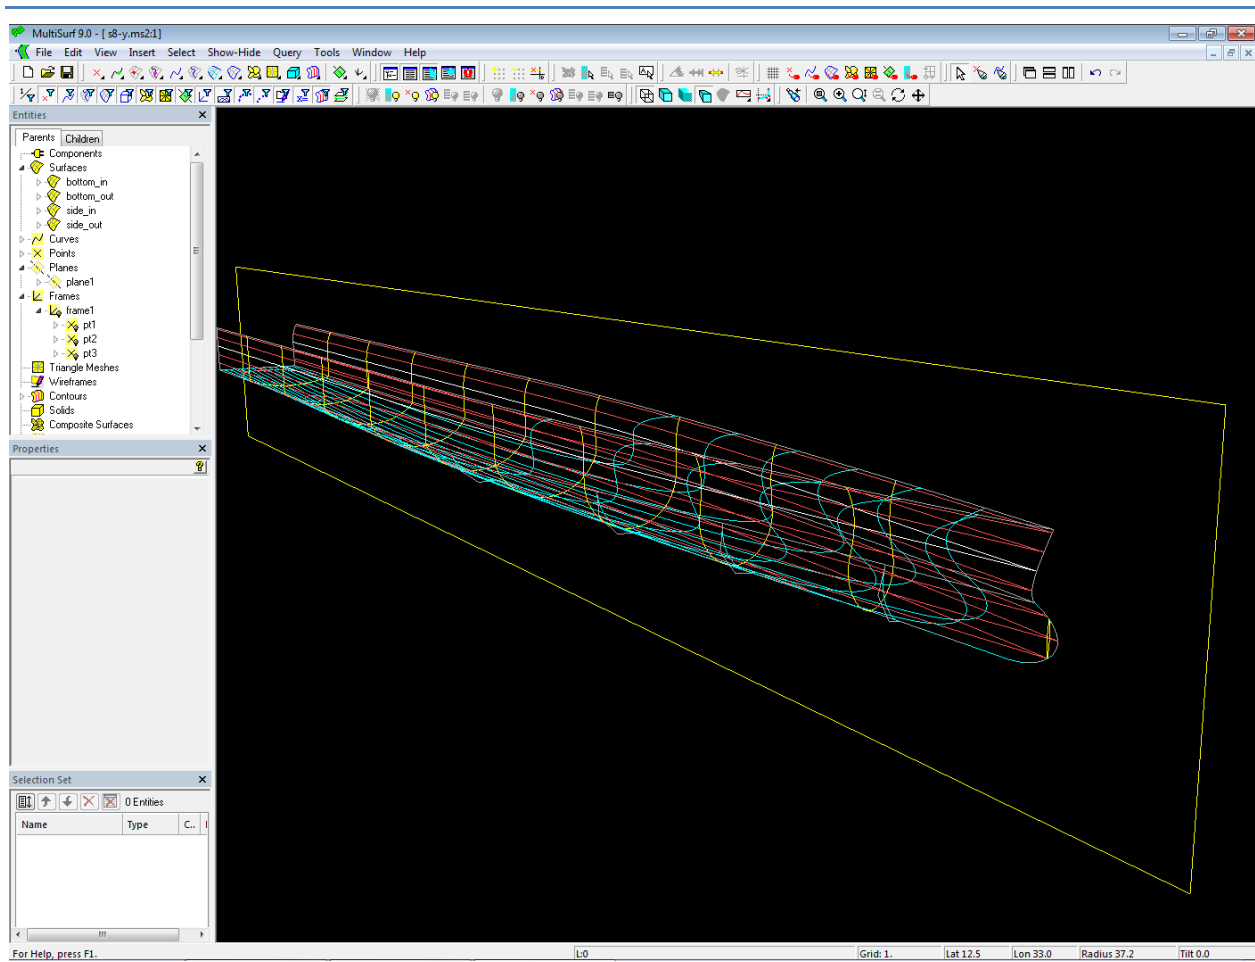 MultiSurf 9.0 - [ s8-y.ms2:1]
File Edit View Insert Select Show-Hide Query Tools Window Help
Entities
Parents Children
Components
Surfaces
bottom_in
bottom_out
side_in
side_out
Curves
Points
Planes
plane1
Frames
frame1
pt1
pt2
pt3
Triangle Meshes
Wireframes
Contours
Solids
Composite Surfaces
Properties
Selection Set
0 Entities
Name Type C..
For Help, press F1. L:0 Grid: 1. Lat 12.5 Lon 33.0 Radius 37.2 Tilt 0.0